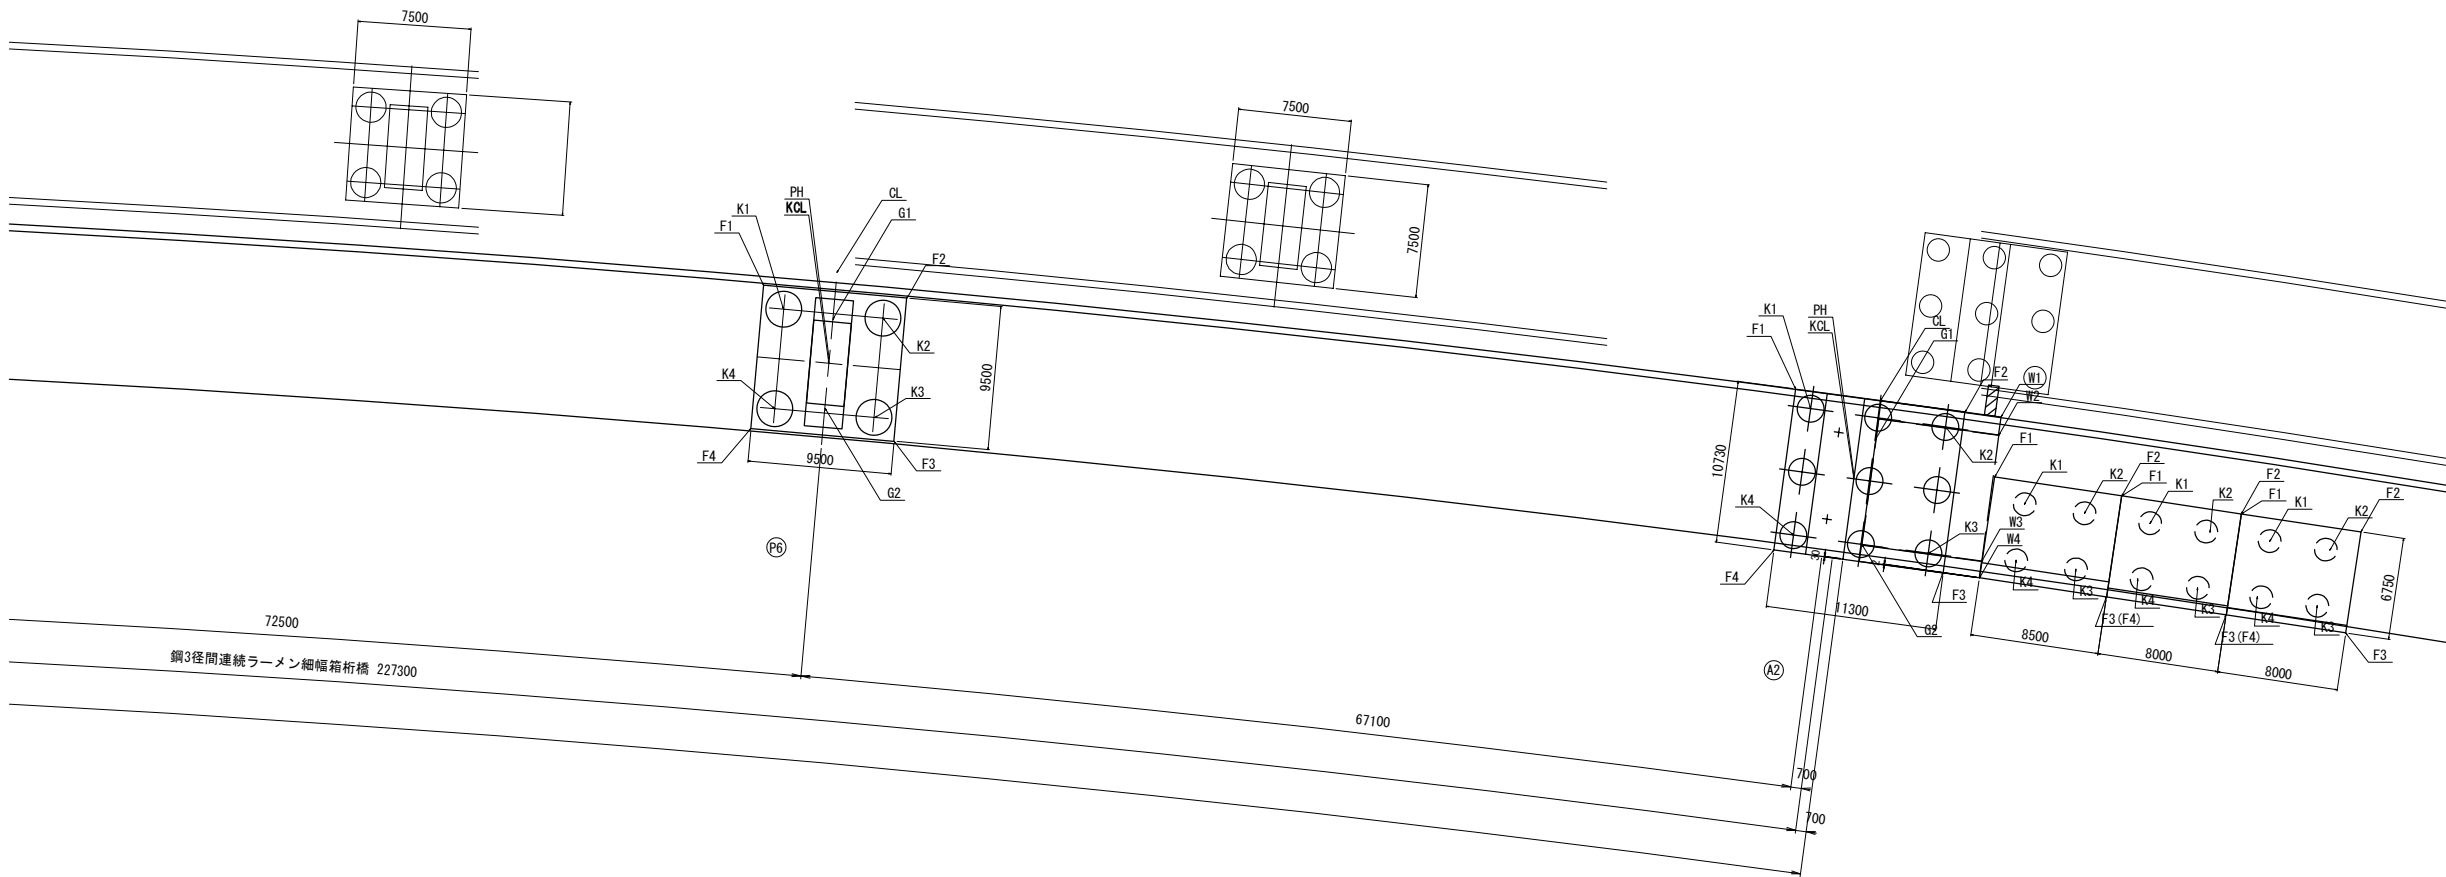 7500
PH
KCL
CL
G1
K1
F1
F2
K2
K3
K4
F4
F3
G2
9500
9500
P6
7500
7500
K1
F1
PH
KCL
CL
G1
F2
W1
W2
K2
10730
K4
F4
K3
W3
W4
F3
G2
30
11300
A2
F1
K1
K2
F2
F1
K1
K2
F2
F1
K1
K2
F2
K4
K3
K4
K3
K4
K3
F3(F4)
F3(F4)
F3
6750
8500
8000
8000
72500
鋼3径間連続ラーメン細幅箱桁橋 227300
67100
700
700